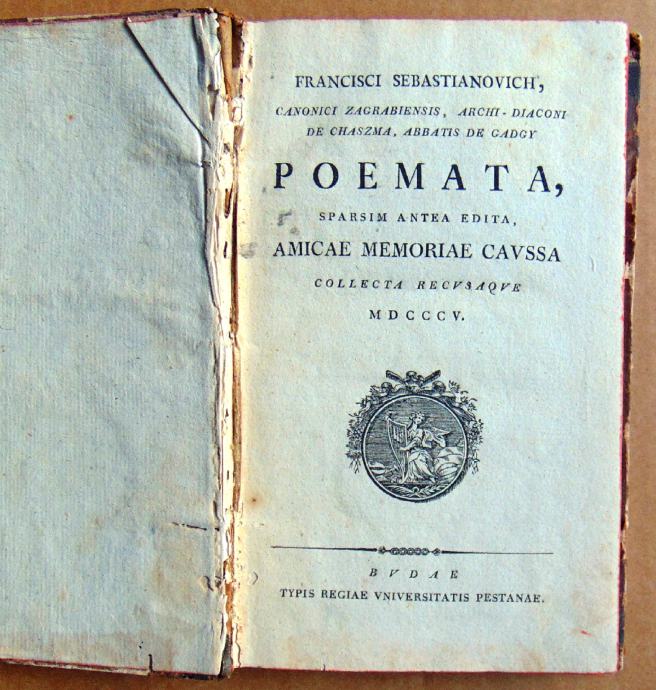 FRANCISCI SEBASTIANOVICH,
CANONICI ZAGRABIENSIS, ARCHI-DIACONI
DE CHASZMA, ABBATIS DE GADGY
POEMATA,
SPARSIM ANTEA EDITA,
AMICAE MEMORIAE CAVSSA
COLLECTA RECVSAQVE
MDCCCV.
BVDAE
TYPIS REGIAE VNIVERSITATIS PESTANAE.